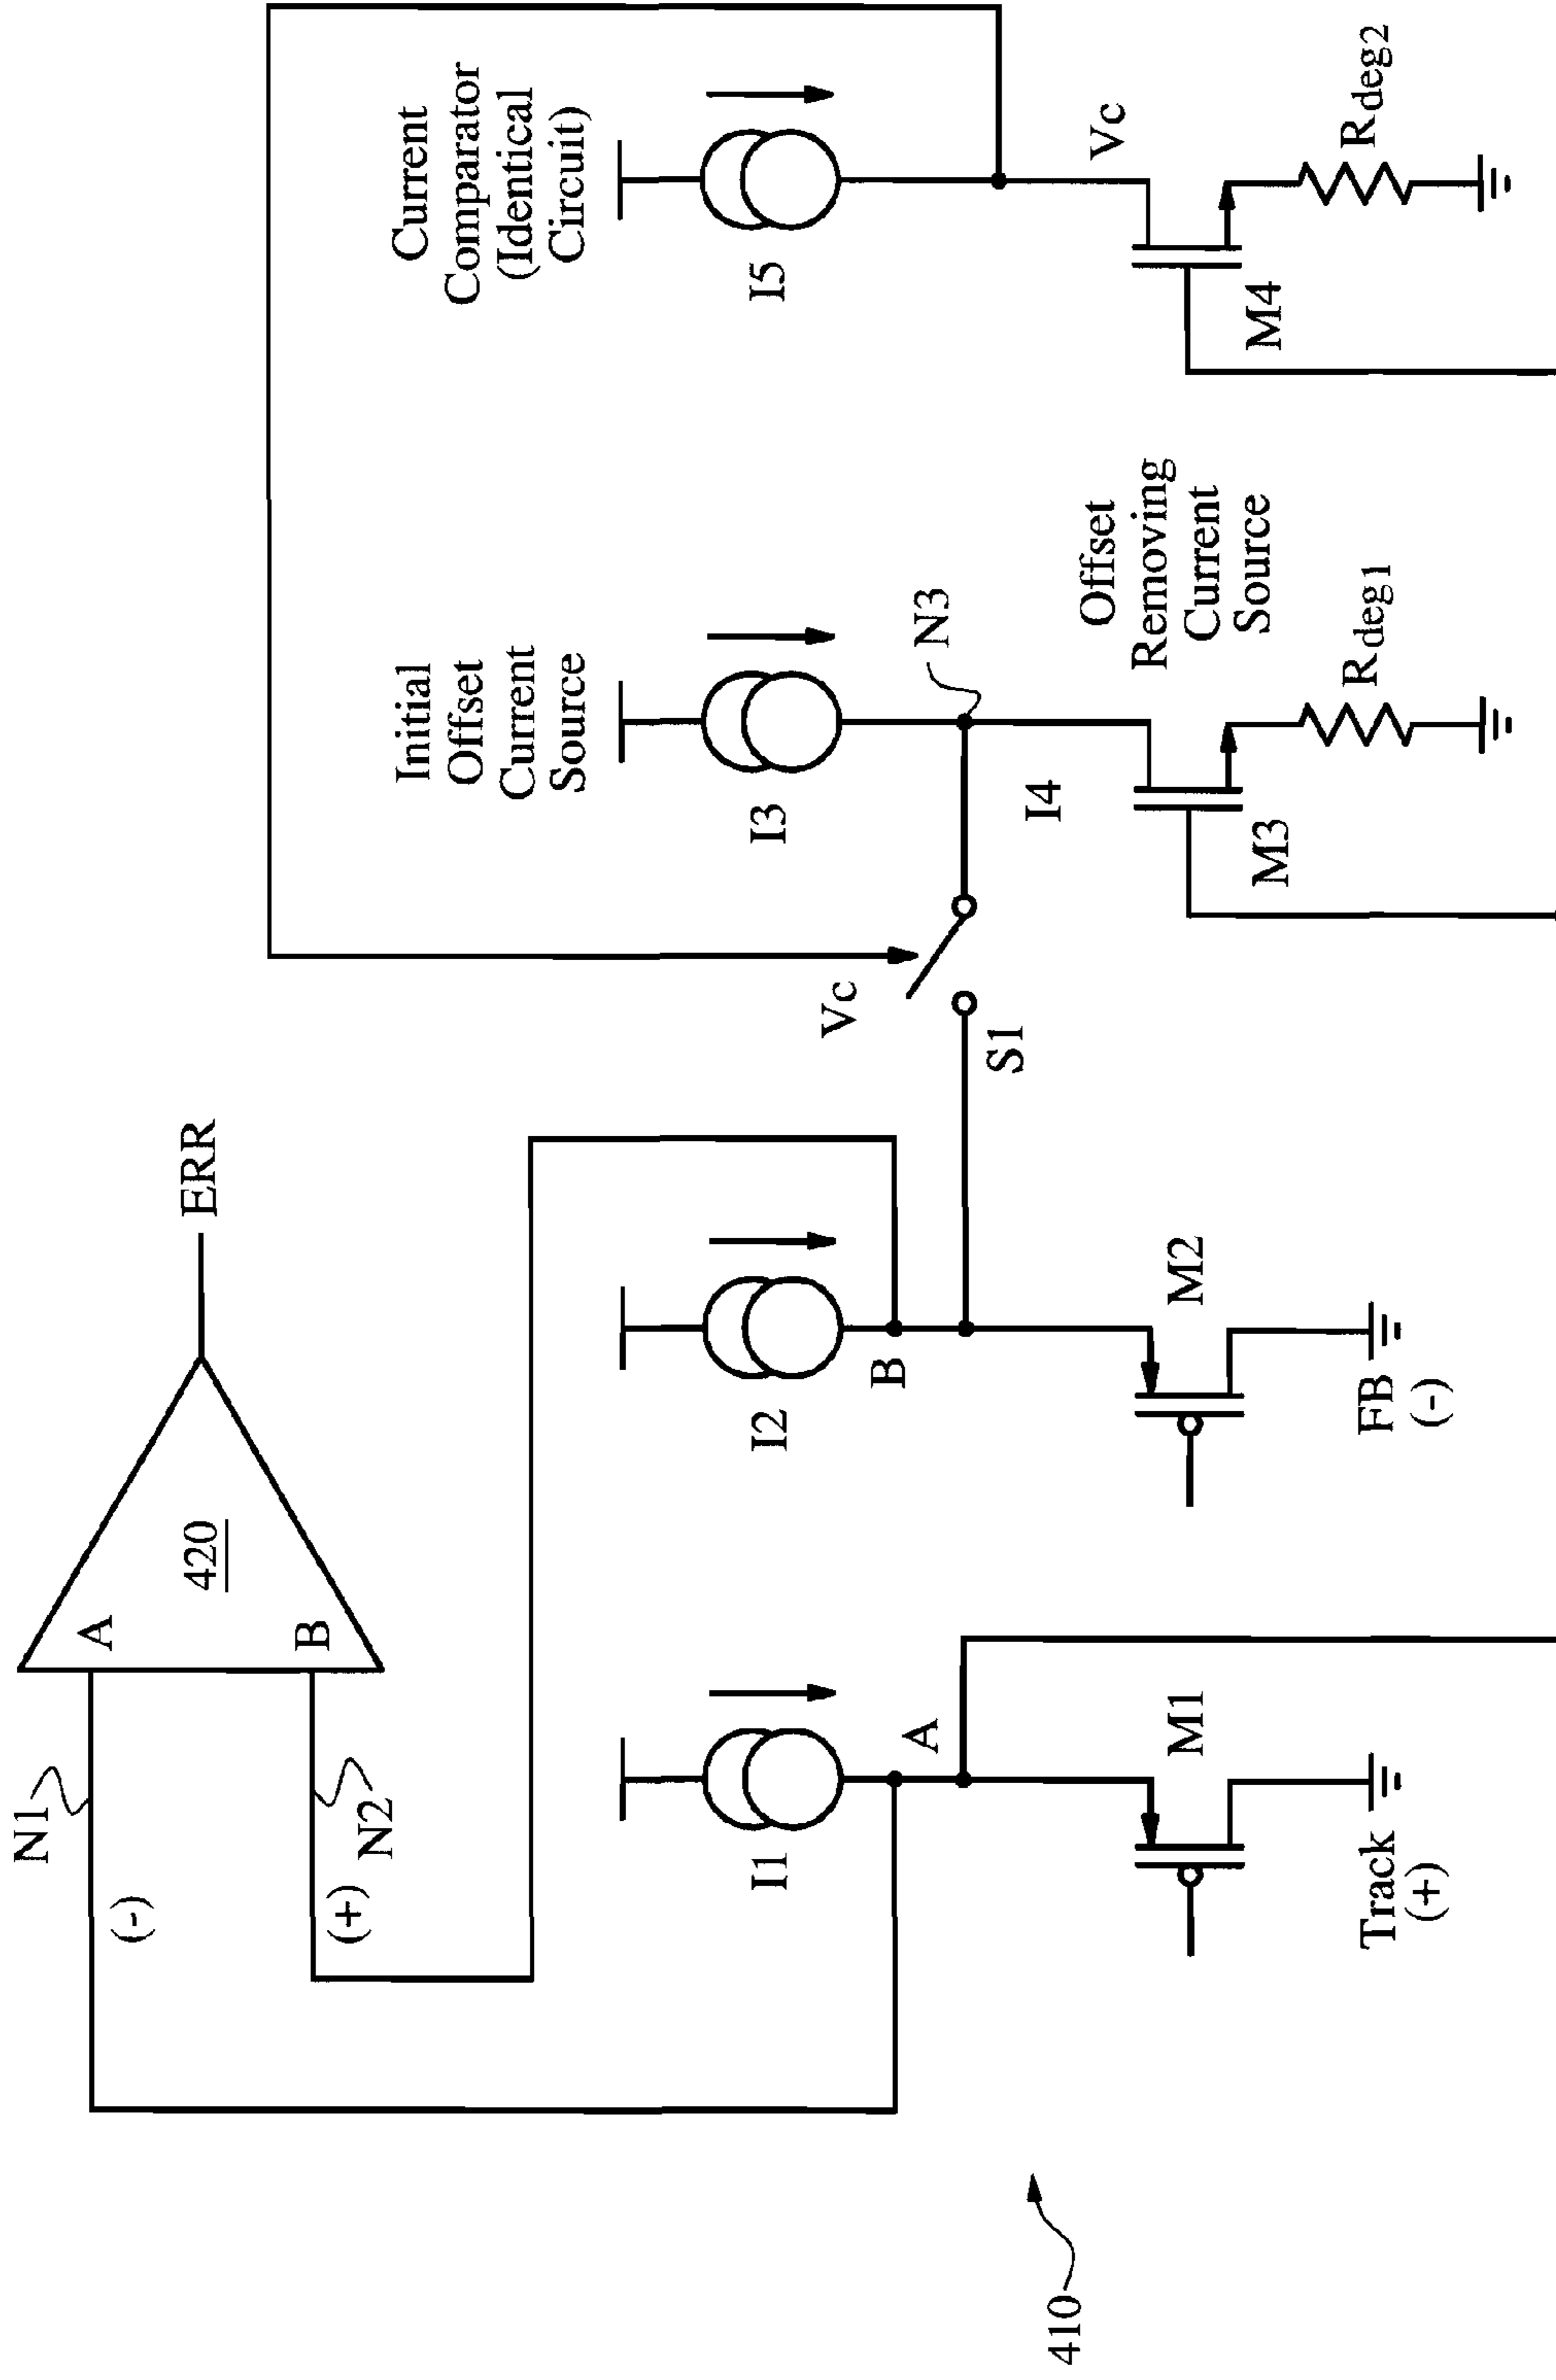 410
N1
(-)
N2
(+)
A
B
420
ERR
I1
A
M1
Track
(+)
I2
B
M2
FB
(-)
S1
Vc
Initial
Offset
Current
Source
I3
N3
I4
M3
Offset
Removing
Current
Source
Rdeg1
Current
Comparator
(Identical
Circuit)
I5
Vc
M4
Rdeg2